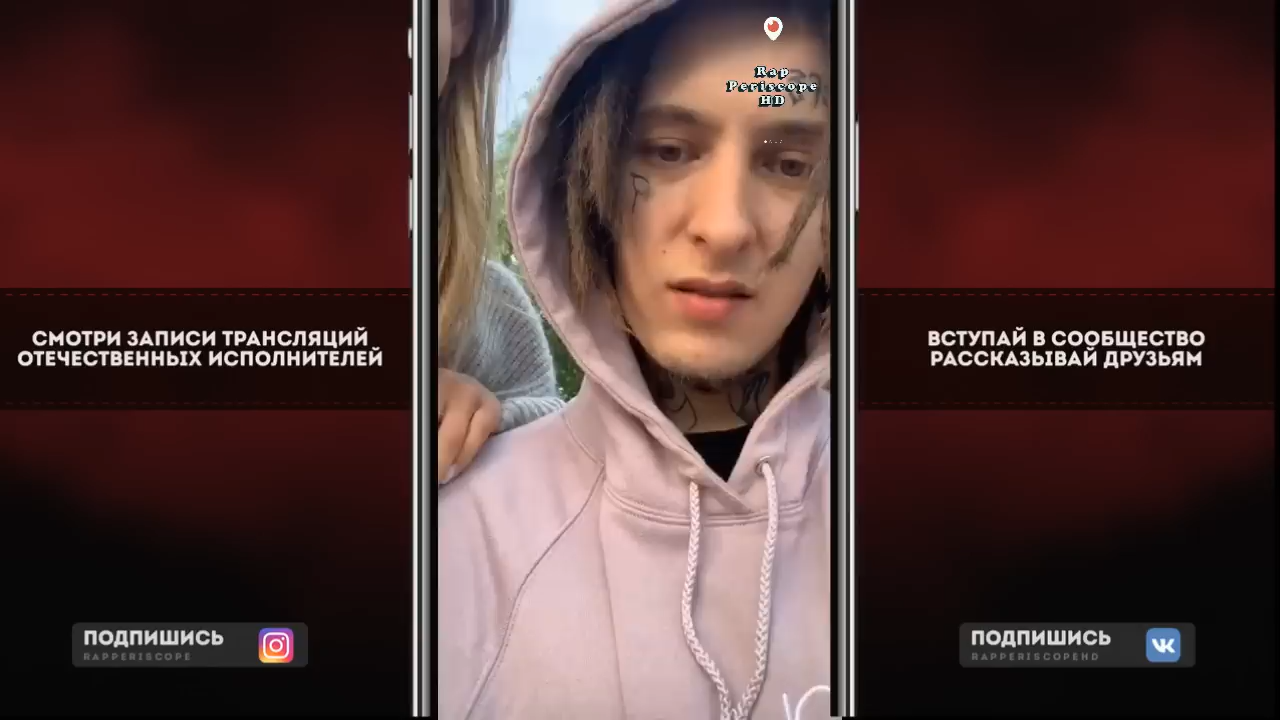 Rap
Periscope
HD
СМОТРИ ЗАПИСИ ТРАНСЛЯЦИЙ
ОТЕЧЕСТВЕННЫХ ИСПОЛНИТЕЛЕЙ
ВСТУПАЙ В СООБЩЕСТВО
РАССКАЗЫВАЙ ДРУЗЬЯМ
ПОДПИШИСЬ
RAPPERISCOPE
ПОДПИШИСЬ
RAPPERISCOPEHD